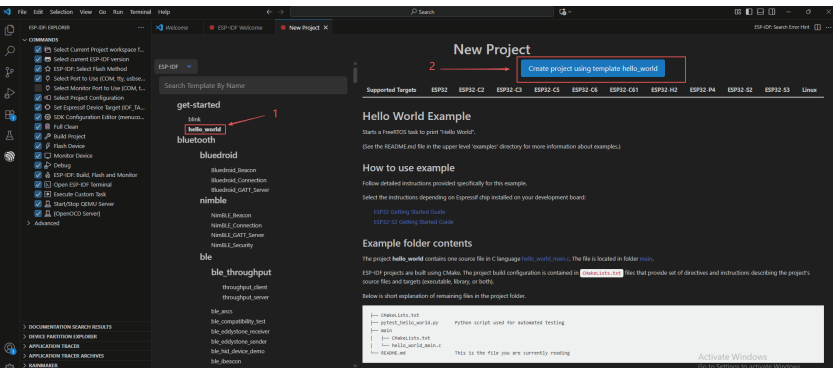 File Edit Selection View Go Run Terminal Help
Search
ESP-IDF: EXPLORER
Welcome
ESP-IDF Welcome
New Project
ESP-IDF: Search Error Hint
COMMANDS
Select Current Project workspace f...
Select current ESP-IDF version
ESP-IDF: Select Flash Method
Select Port to Use (COM, tty, usbse...
Select Monitor Port to Use (COM, t...
Select Project Configuration
Set Espressif Device Target (IDF_TA...
SDK Configuration Editor (menuco...
Full Clean
Build Project
Flash Device
Monitor Device
Debug
ESP-IDF: Build, Flash and Monitor
Open ESP-IDF Terminal
Execute Custom Task
Start/Stop QEMU Server
[OpenOCD Server]
Advanced
DOCUMENTATION SEARCH RESULTS
DEVICE PARTITION EXPLORER
APPLICATION TRACER
APPLICATION TRACER ARCHIVES
RAINMAKER
ESP-IDF
Search Template By Name
get-started
blink
hello_world
1
bluetooth
bluedroid
Bluedroid_Beacon
Bluedroid_Connection
Bluedroid_GATT_Server
nimble
NimBLE_Beacon
NimBLE_Connection
NimBLE_GATT_Server
NimBLE_Security
ble
ble_throughput
throughput_client
throughput_server
ble_ancs
ble_compatibility_test
ble_eddystone_receiver
ble_eddystone_sender
ble_hid_device_demo
ble_ibeacon
New Project
2
Create project using template hello_world
Supported Targets ESP32 ESP32-C2 ESP32-C3 ESP32-C5 ESP32-C6 ESP32-C61 ESP32-H2 ESP32-P4 ESP32-S2 ESP32-S3 Linux
Hello World Example
Starts a FreeRTOS task to print "Hello World".
(See the README.md file in the upper level 'examples' directory for more information about examples.)
How to use example
Follow detailed instructions provided specifically for this example.
Select the instructions depending on Espressif chip installed on your development board:
ESP32 Getting Started Guide
ESP32-S2 Getting Started Guide
Example folder contents
The project hello_world contains one source file in C language hello_world_main.c. The file is located in folder main.
ESP-IDF projects are built using CMake. The project build configuration is contained in CMakeLists.txt files that provide set of directives and instructions describing the project's
source files and targets (executable, library, or both).
Below is short explanation of remaining files in the project folder.
├── CMakeLists.txt
├── pytest_hello_world.py Python script used for automated testing
├── main
│   ├── CMakeLists.txt
│   └── hello_world_main.c
└── README.md This is the file you are currently reading
Activate Windows
Go to Settings to activate Windows.